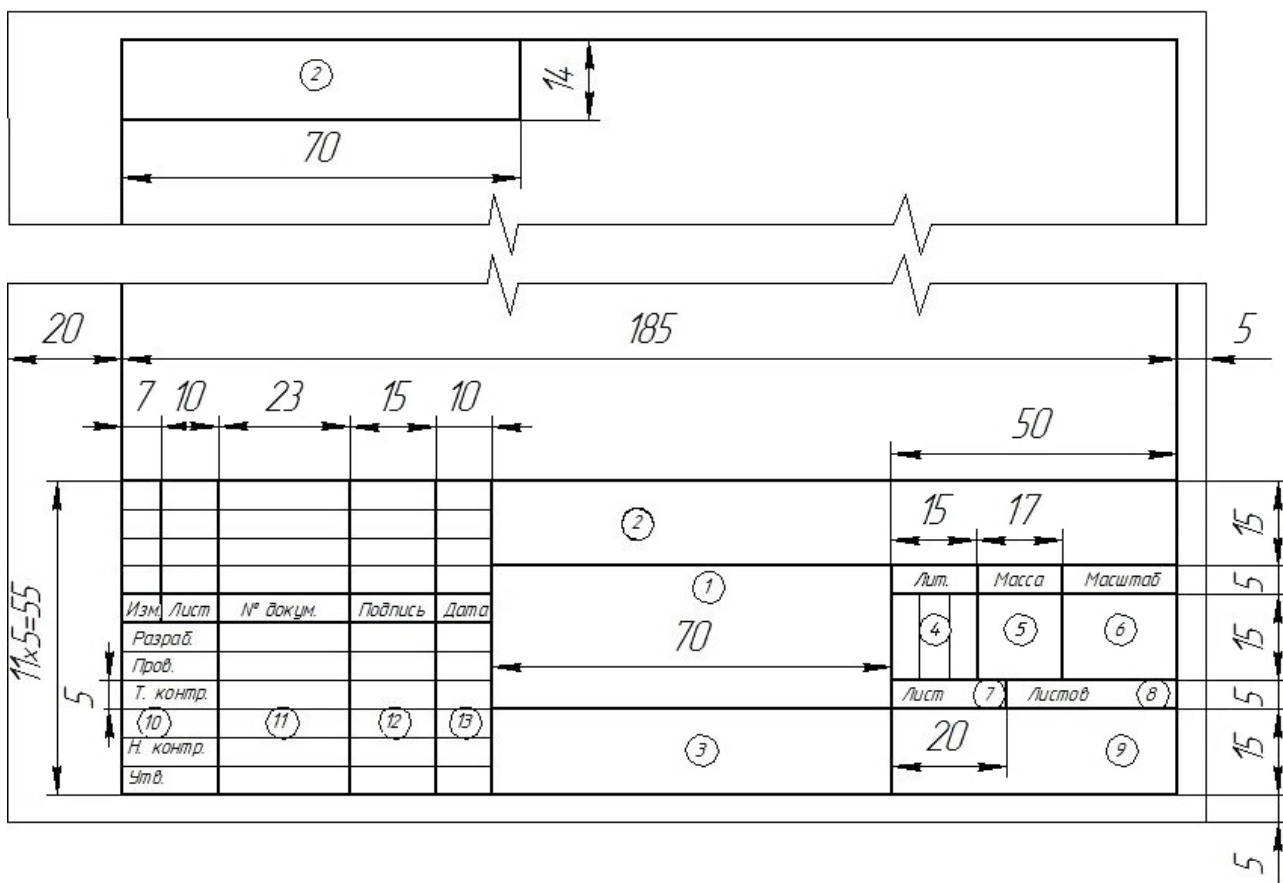 2
14
70
20
185
5
7 10 23 15 10
50
2
15 17
15
1
Лит. Масса Масштаб
5
Изм. Лист № докум. Подпись Дата
70
4 5 6
15
11х5=55
Разраб.
Пров.
5
Т. контр.
Лист 7 Листов 8
5
10 11 12 13
20
3
9
15
Н. контр.
Утв.
5